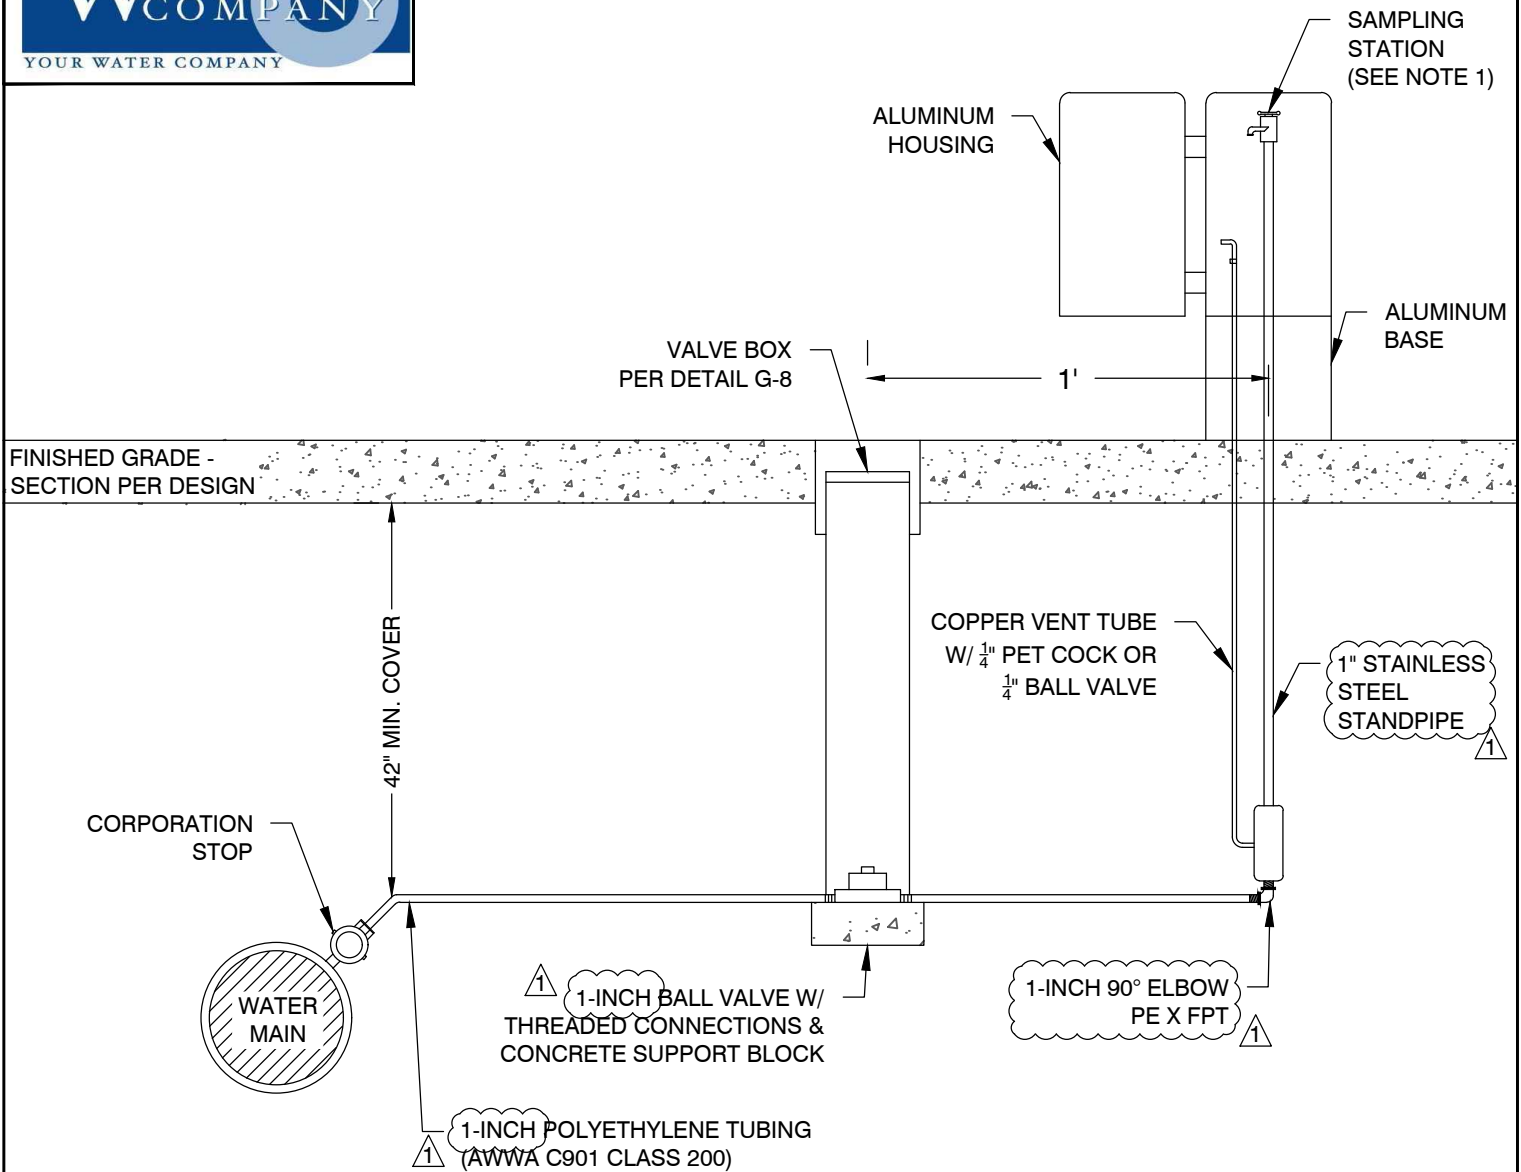 COMPANY
YOUR WATER COMPANY
SAMPLING
STATION
(SEE NOTE 1)
ALUMINUM
HOUSING
ALUMINUM
BASE
VALVE BOX
PER DETAIL G-8
1'
FINISHED GRADE -
SECTION PER DESIGN
42" MIN. COVER
COPPER VENT TUBE
W/ 1/4" PET COCK OR
1/4" BALL VALVE
1" STAINLESS
STEEL
STANDPIPE
1
CORPORATION
STOP
WATER
MAIN
1
1-INCH BALL VALVE W/
THREADED CONNECTIONS &
CONCRETE SUPPORT BLOCK
1-INCH 90° ELBOW
PE X FPT
1
1-INCH POLYETHYLENE TUBING
(AWWA C901 CLASS 200)
1